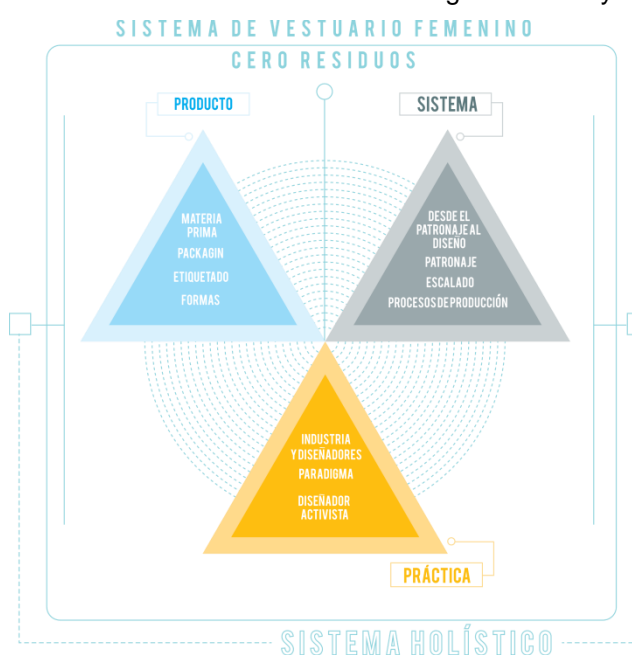 SISTEMA DE VESTUARIO FEMENINO
CERO RESIDUOS
PRODUCTO
SISTEMA
MATERIA
PRIMA
PACKAGIN
ETIQUETADO
FORMAS
DESDE EL
PATRONAJE AL
DISEÑO
PATRONAJE
ESCALADO
PROCESOS DE PRODUCCIÓN
INDUSTRIA
Y DISEÑADORES
PARADIGMA
DISEÑADOR
ACTIVISTA
PRÁCTICA
SISTEMA HOLÍSTICO